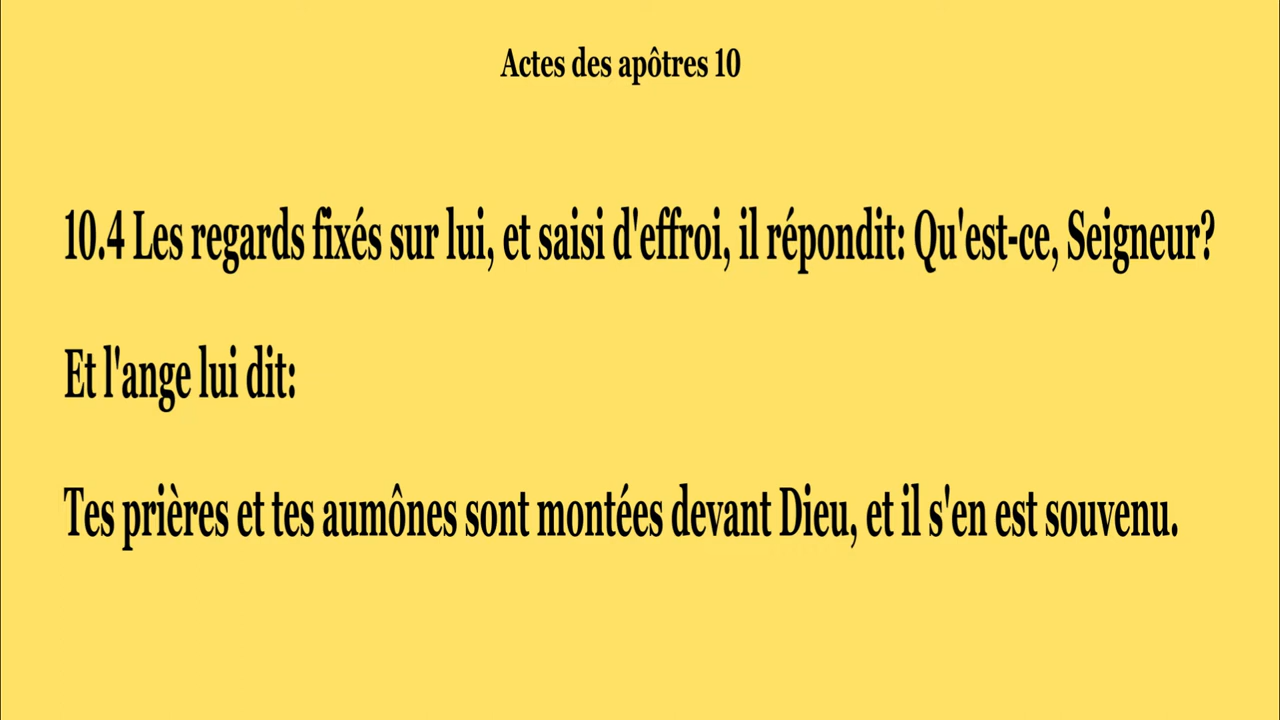 Actes des apôtres 10
10.4 Les regards fixés sur lui, et saisi d'effroi, il répondit: Qu'est-ce, Seigneur?
Et l'ange lui dit:
Tes prières et tes aumônes sont montées devant Dieu, et il s'en est souvenu.